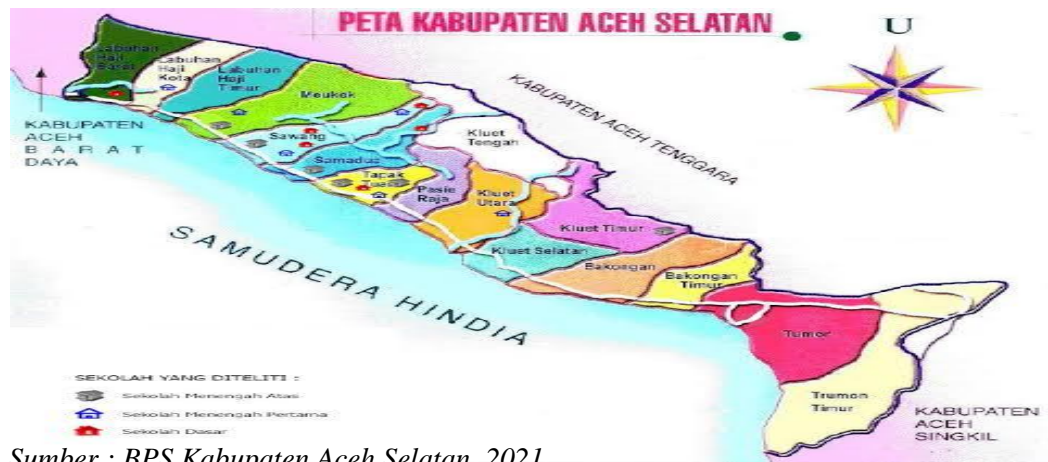 PETA KABUPATEN ACEH SELATAN
U
Labuhan
Haji
Barat
Labuhan
Haji
Kota
Labuhan
Haji
Timur
Meukek
Sawang
Samadua
Tapak
Tuan
Pasie
Raja
Kluet
Tengah
Kluet
Utara
Kluet Timur
Kluet Selatan
Bakongan
Bakongan
Timur
Tumor
Trumon
Timur
KABUPATEN
ACEH
BARAT
DAYA
KABUPATEN ACEH TENGGARA
SAMUDERA HINDIA
KABUPATEN
ACEH
SINGKIL
SEKOLAH YANG DITELITI :
Sekolah Menengah Atas
Sekolah Menengah Pertama
Sekolah Dasar
Sumber : BPS Kabupaten Aceh Selatan, 2021